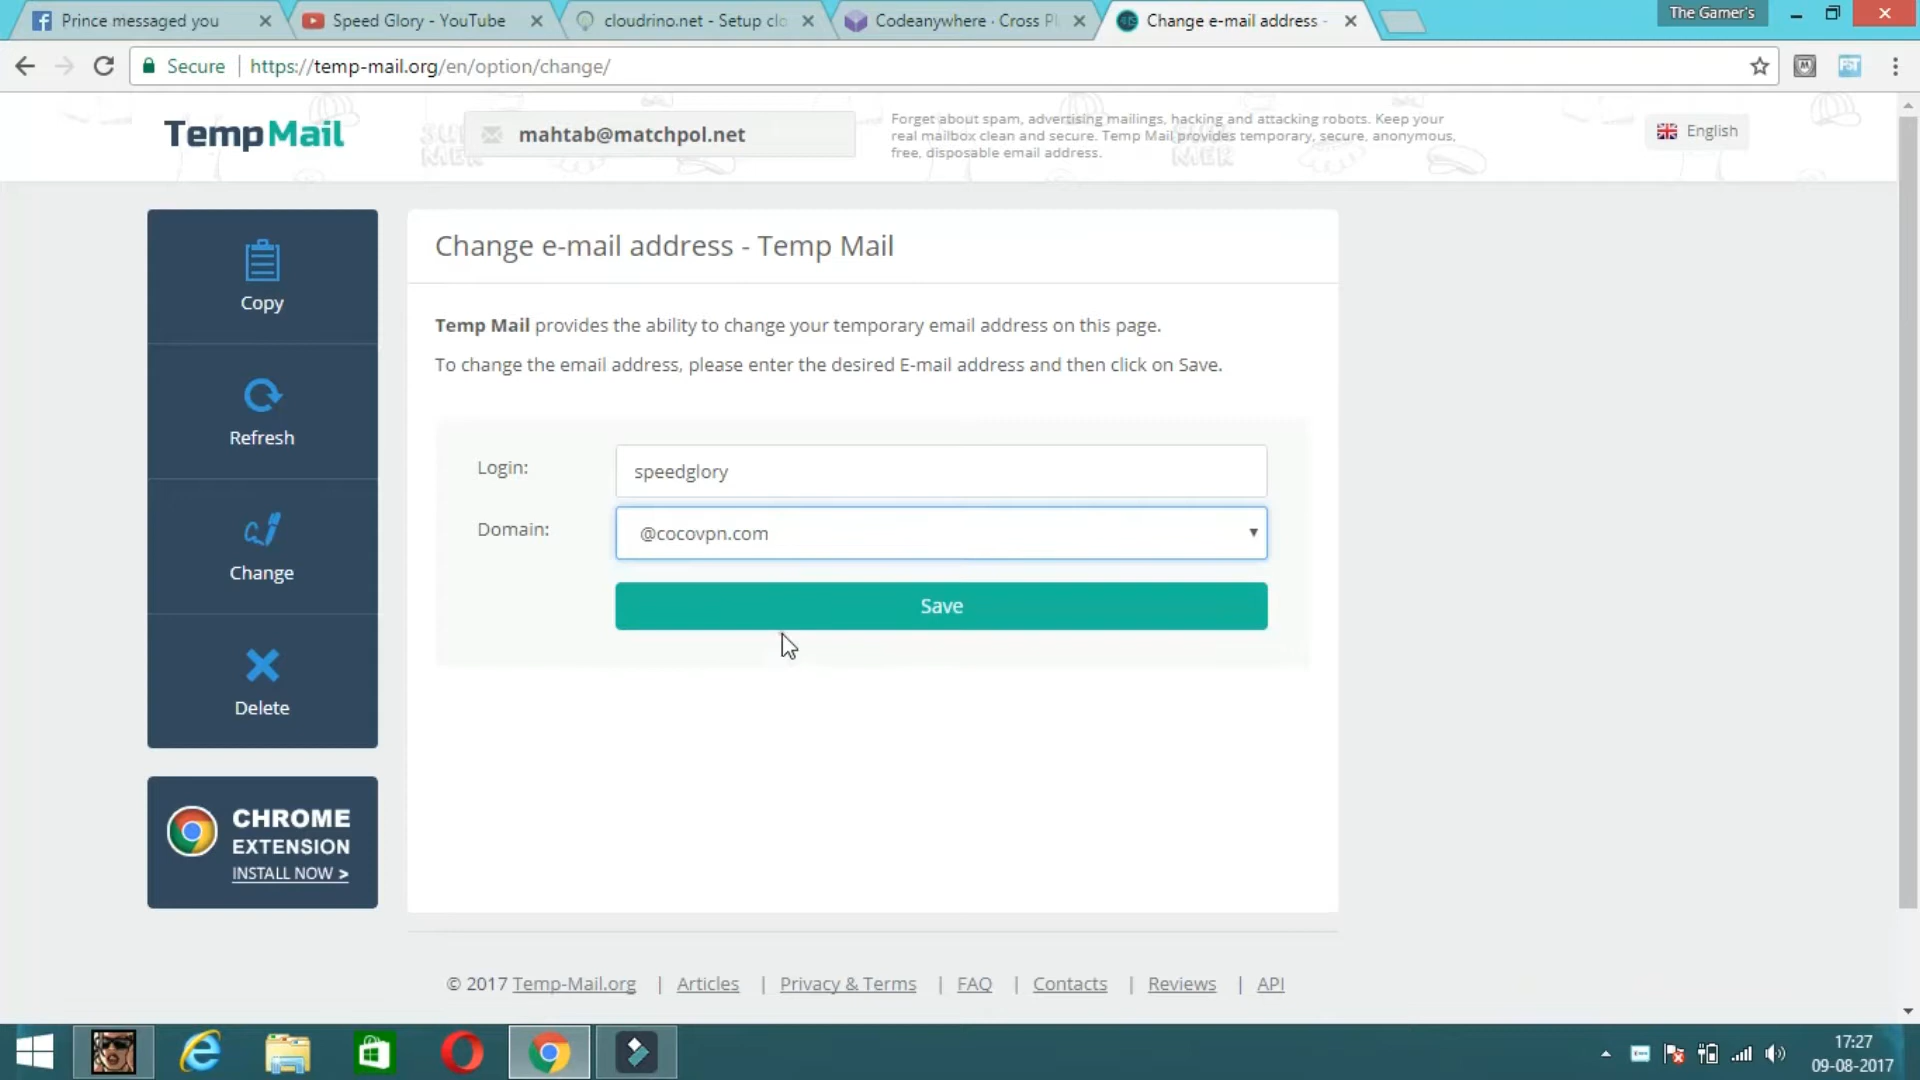 Prince messaged you
Speed Glory - YouTube
cloudrino.net - Setup clo
Codeanywhere · Cross Pl
Change e-mail address -
The Gamer's
Secure
https://temp-mail.org/en/option/change/
TempMail
mahtab@matchpol.net
Forget about spam, advertising mailings, hacking and attacking robots. Keep your
real mailbox clean and secure. Temp Mail provides temporary, secure, anonymous,
free, disposable email address.
English
Copy
Refresh
Change
Delete
CHROME
EXTENSION
INSTALL NOW >
Change e-mail address - Temp Mail
Temp Mail provides the ability to change your temporary email address on this page.
To change the email address, please enter the desired E-mail address and then click on Save.
Login:
speedglory
Domain:
@cocovpn.com
Save
© 2017 Temp-Mail.org | Articles | Privacy & Terms | FAQ | Contacts | Reviews | API
17:27
09-08-2017